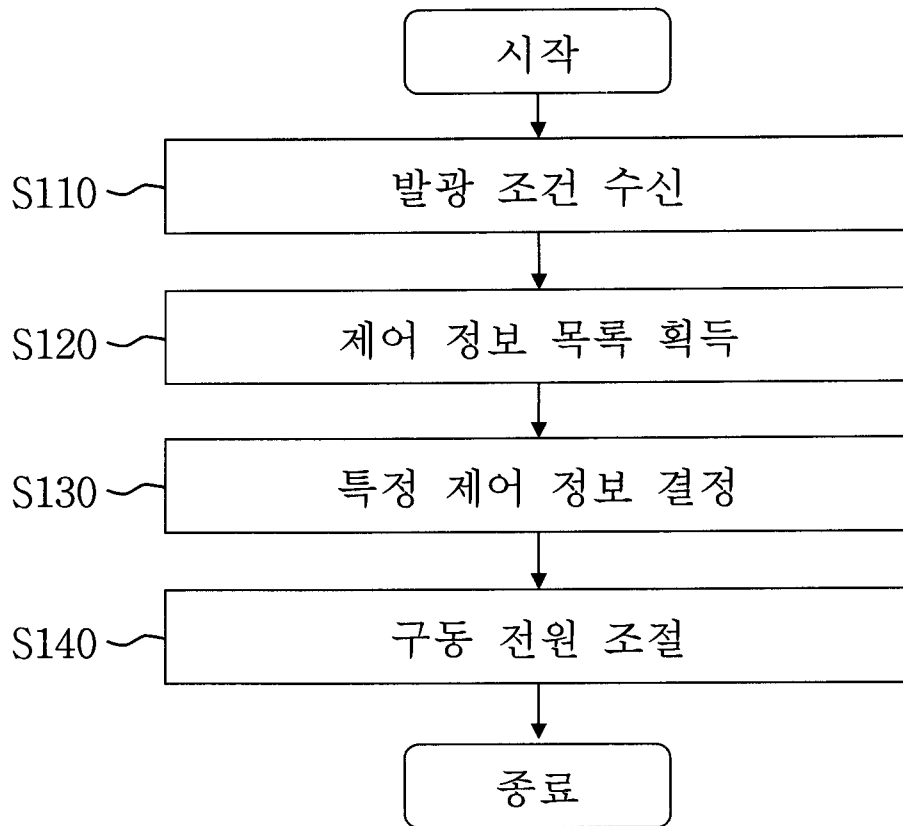 시작
S110 발광 조건 수신
S120 제어 정보 목록 획득
S130 특정 제어 정보 결정
S140 구동 전원 조절
종료